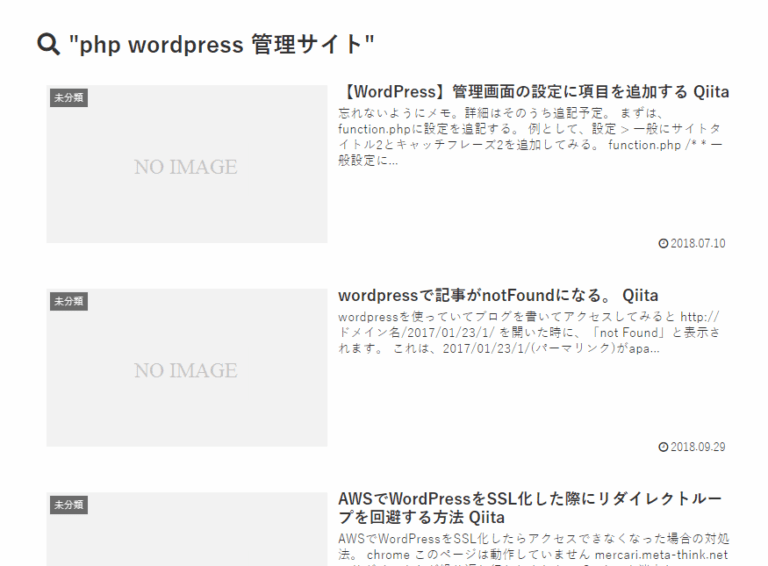 "php wordpress 管理サイト"
未分類
NO IMAGE
【WordPress】管理画面の設定に項目を追加する Qiita
忘れないようにメモ。詳細はそのうち追記予定。 まずは、
function.phpに設定を追記する。 例として、設定 > 一般にサイトタ
イトル2とキャッチフレーズ2を追加してみる。 function.php /* * 一
般設定に...
2018.07.10
未分類
NO IMAGE
wordpressで記事がnotFoundになる。 Qiita
wordpressを使っていてブログを書いてアクセスしてみると http://
ドメイン名/2017/01/23/1/ を開いた時に、「not Found」と表示さ
れます。 これは、2017/01/23/1/(パーマリンク)がapa...
2018.09.29
未分類
AWSでWordPressをSSL化した際にリダイレクトルー
プを回避する方法 Qiita
AWSでWordPressをSSL化したらアクセスできなくなった場合の対処
法。 chrome このページは動作していません mercari.meta-think.net